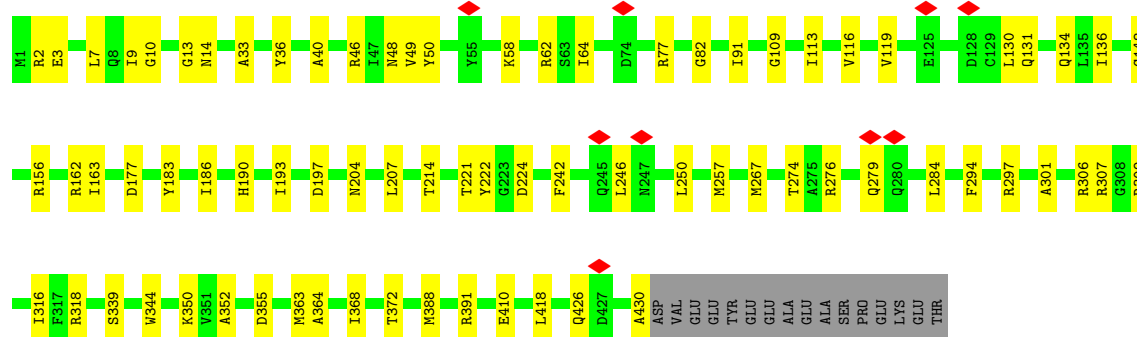 M1 R2 E3 L7 Q8 I9 G10 G13 N14 A33 Y36 A40 R46 I47 N48 V49 Y50 Y55 K58 R62 S63 I64 D74 R77 G82 I91 G109 I113 V116 V119 E125 D128 C129 L130 Q131 Q134 L135 I136
R156 R162 I163 D177 Y183 I186 H190 I193 D197 N204 L207 T214 T221 Y222 G223 D224 F242 Q245 L246 N247 L250 M257 M267 T274 A275 R276 Q279 Q280 L284 F294 R297 A301 R306 R307 G308
I316 F317 R318 S339 W344 K350 V351 A352 D355 M363 A364 I368 T372 M388 R391 E410 L418 Q426 D427 A430 ASP VAL GLU GLU TYR GLU GLU ALA GLU ALA SER PRO GLU LYS GLU THR